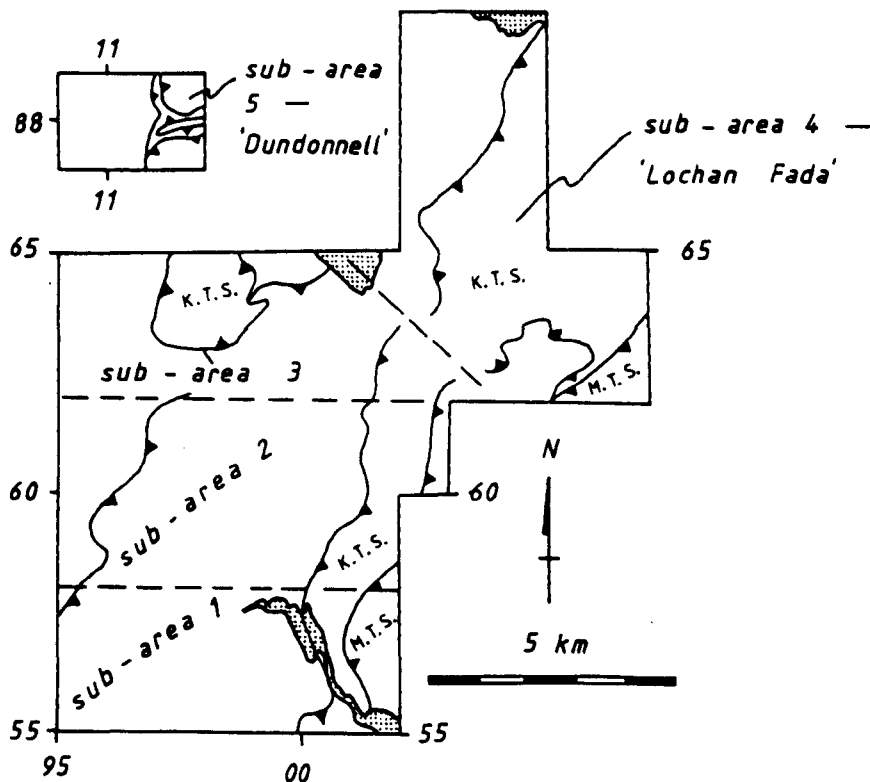 11
sub - area
5 —
'Dundonnell'
88
11
sub - area 4 —
'Lochan Fada'
65
65
K.T.S.
K.T.S.
sub - area 3
M.T.S.
sub - area 2
N
60
60
K.T.S.
sub - area 1
M.T.S.
5 km
55
55
95
00